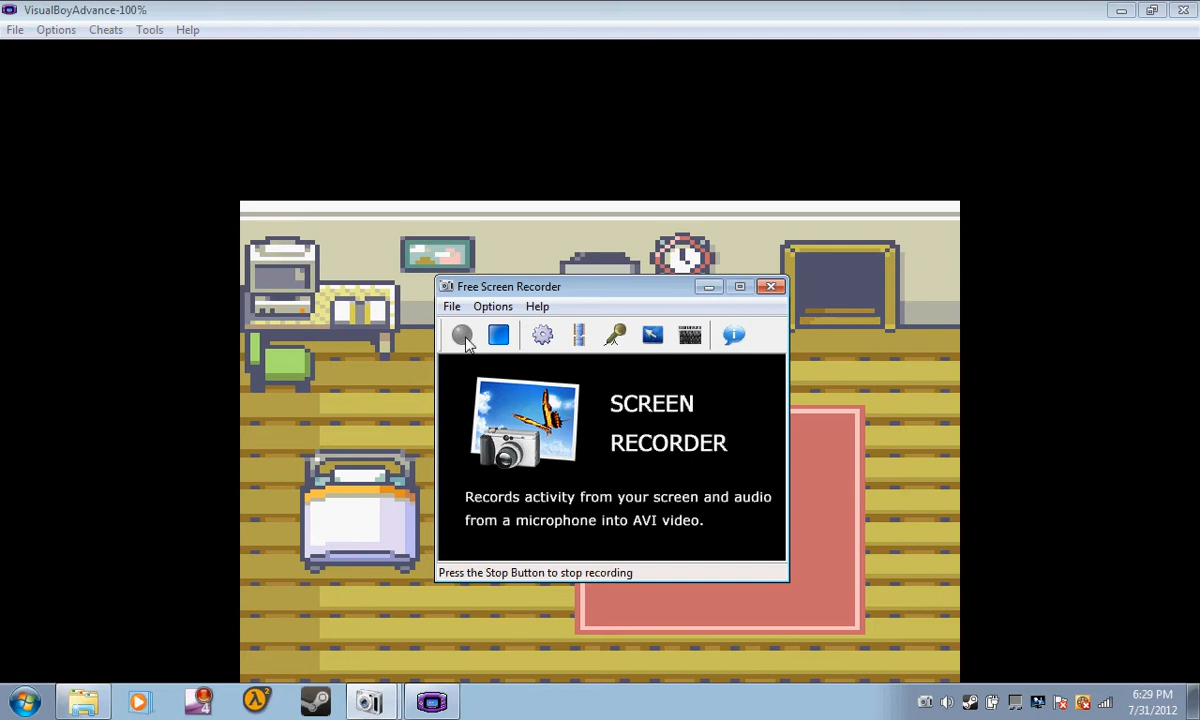 VisualBoyAdvance-100%
File Options Cheats Tools Help
Free Screen Recorder
File Options Help
SCREEN
RECORDER
Records activity from your screen and audio
from a microphone into AVI video.
Press the Stop Button to stop recording
4
2
6:29 PM
7/31/2012